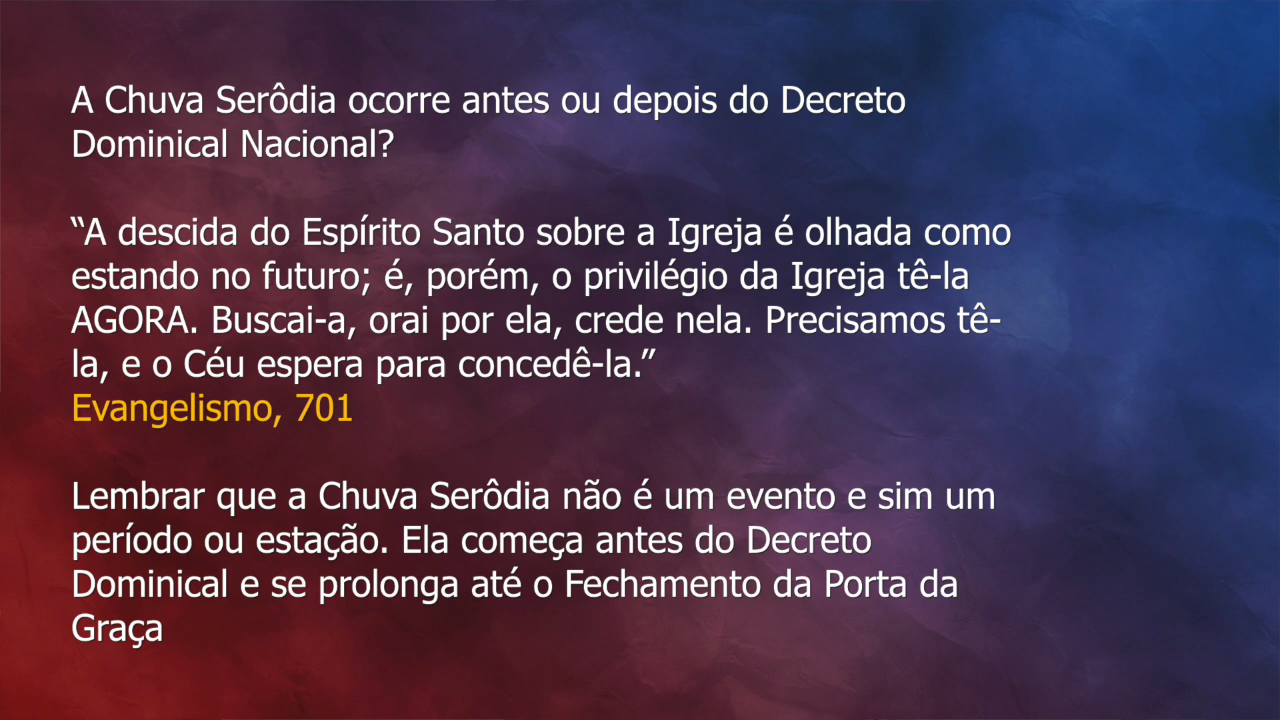 A Chuva Serôdia ocorre antes ou depois do Decreto
Dominical Nacional?
“A descida do Espírito Santo sobre a Igreja é olhada como
estando no futuro; é, porém, o privilégio da Igreja tê-la
AGORA. Buscai-a, orai por ela, crede nela. Precisamos tê-
la, e o Céu espera para concedê-la.”
Evangelismo, 701
Lembrar que a Chuva Serôdia não é um evento e sim um
período ou estação. Ela começa antes do Decreto
Dominical e se prolonga até o Fechamento da Porta da
Graça